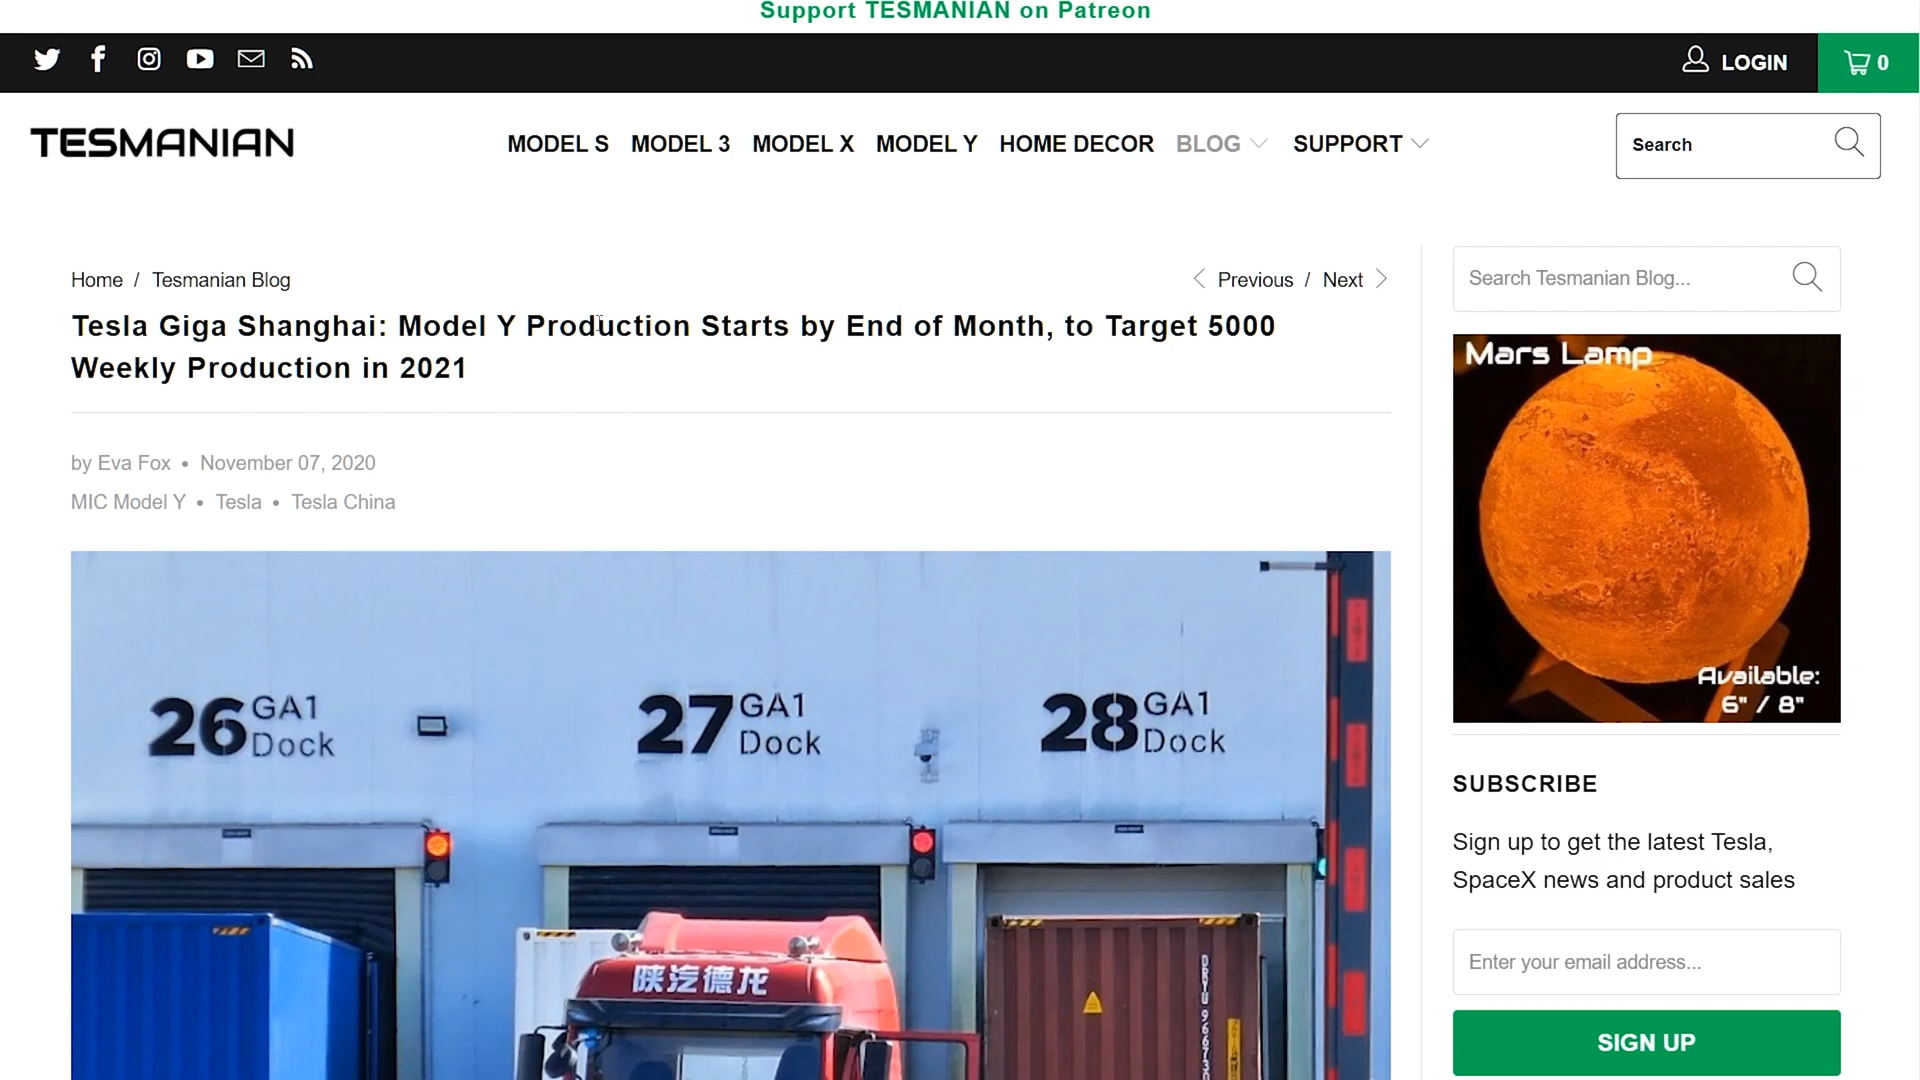 Support TESMANIAN on Patreon
LOGIN
0
TESMANIAN
MODEL S MODEL 3 MODEL X MODEL Y HOME DECOR BLOG SUPPORT
Search
Home / Tesmanian Blog
Previous / Next
Tesla Giga Shanghai: Model Y Production Starts by End of Month, to Target 5000
Weekly Production in 2021
by Eva Fox • November 07, 2020
MIC Model Y • Tesla • Tesla China
26 GA1 Dock
27 GA1 Dock
28 GA1 Dock
陕汽德龙
Search Tesmanian Blog...
Mars Lamp
Available:
6" / 8"
SUBSCRIBE
Sign up to get the latest Tesla,
SpaceX news and product sales
Enter your email address...
SIGN UP